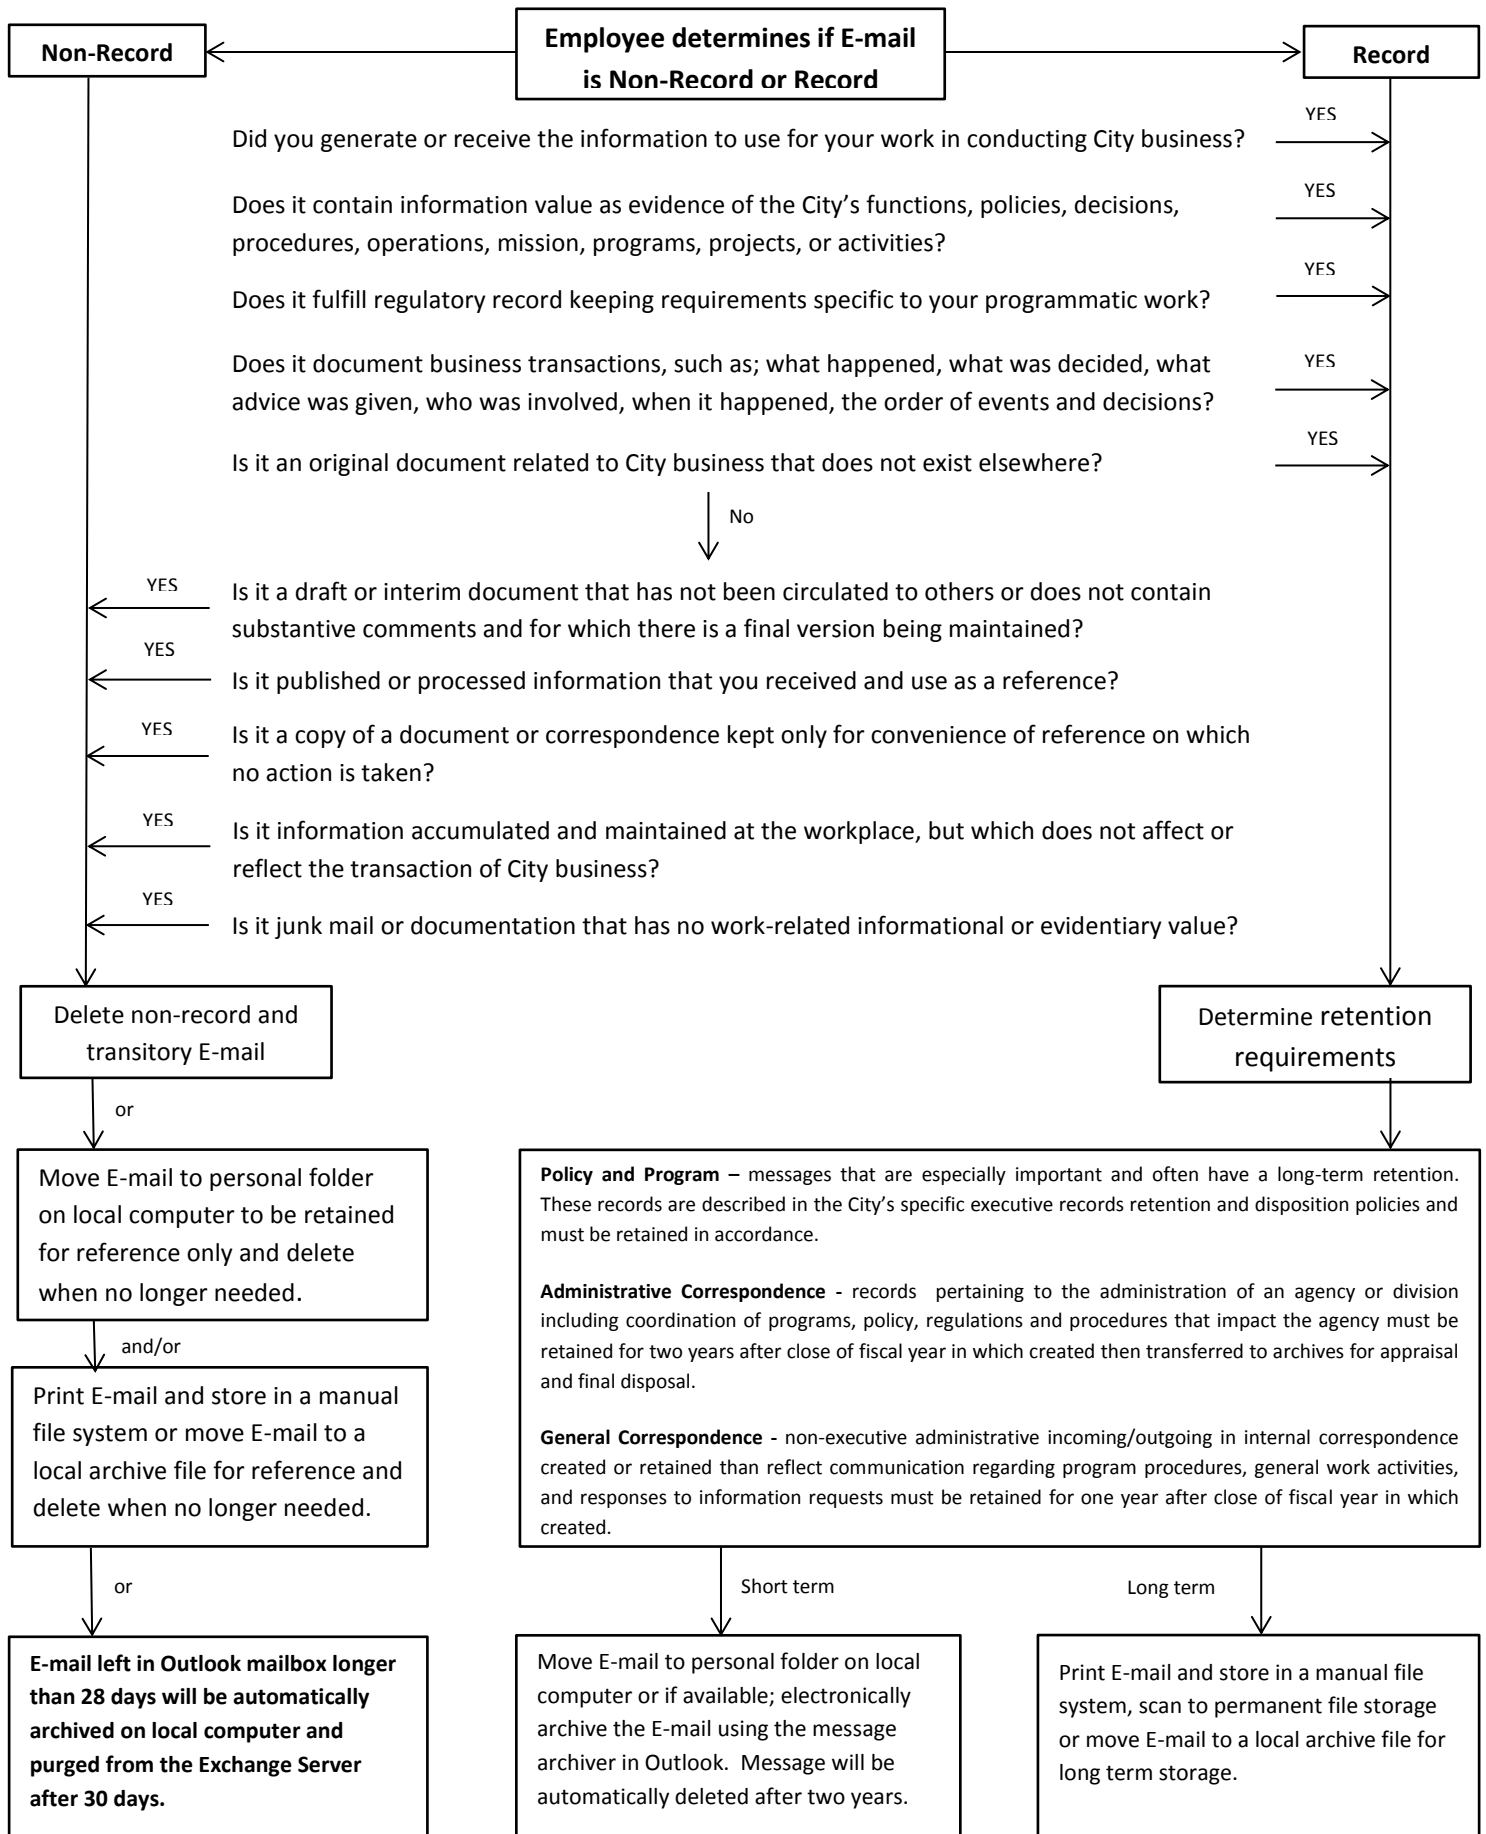 Non-Record
Employee determines if E-mail
is Non-Record or Record
Record
Did you generate or receive the information to use for your work in conducting City business?
YES
Does it contain information value as evidence of the City’s functions, policies, decisions,
procedures, operations, mission, programs, projects, or activities?
YES
Does it fulfill regulatory record keeping requirements specific to your programmatic work?
YES
Does it document business transactions, such as; what happened, what was decided, what
advice was given, who was involved, when it happened, the order of events and decisions?
YES
Is it an original document related to City business that does not exist elsewhere?
YES
No
YES
Is it a draft or interim document that has not been circulated to others or does not contain
substantive comments and for which there is a final version being maintained?
YES
Is it published or processed information that you received and use as a reference?
YES
Is it a copy of a document or correspondence kept only for convenience of reference on which
no action is taken?
YES
Is it information accumulated and maintained at the workplace, but which does not affect or
reflect the transaction of City business?
YES
Is it junk mail or documentation that has no work-related informational or evidentiary value?
Delete non-record and
transitory E-mail
or
Move E-mail to personal folder
on local computer to be retained
for reference only and delete
when no longer needed.
and/or
Print E-mail and store in a manual
file system or move E-mail to a
local archive file for reference and
delete when no longer needed.
or
E-mail left in Outlook mailbox longer
than 28 days will be automatically
archived on local computer and
purged from the Exchange Server
after 30 days.
Determine retention
requirements
Policy and Program – messages that are especially important and often have a long-term retention.
These records are described in the City’s specific executive records retention and disposition policies and
must be retained in accordance.
Administrative Correspondence - records pertaining to the administration of an agency or division
including coordination of programs, policy, regulations and procedures that impact the agency must be
retained for two years after close of fiscal year in which created then transferred to archives for appraisal
and final disposal.
General Correspondence - non-executive administrative incoming/outgoing in internal correspondence
created or retained than reflect communication regarding program procedures, general work activities,
and responses to information requests must be retained for one year after close of fiscal year in which
created.
Short term
Long term
Move E-mail to personal folder on local
computer or if available; electronically
archive the E-mail using the message
archiver in Outlook. Message will be
automatically deleted after two years.
Print E-mail and store in a manual file
system, scan to permanent file storage
or move E-mail to a local archive file for
long term storage.